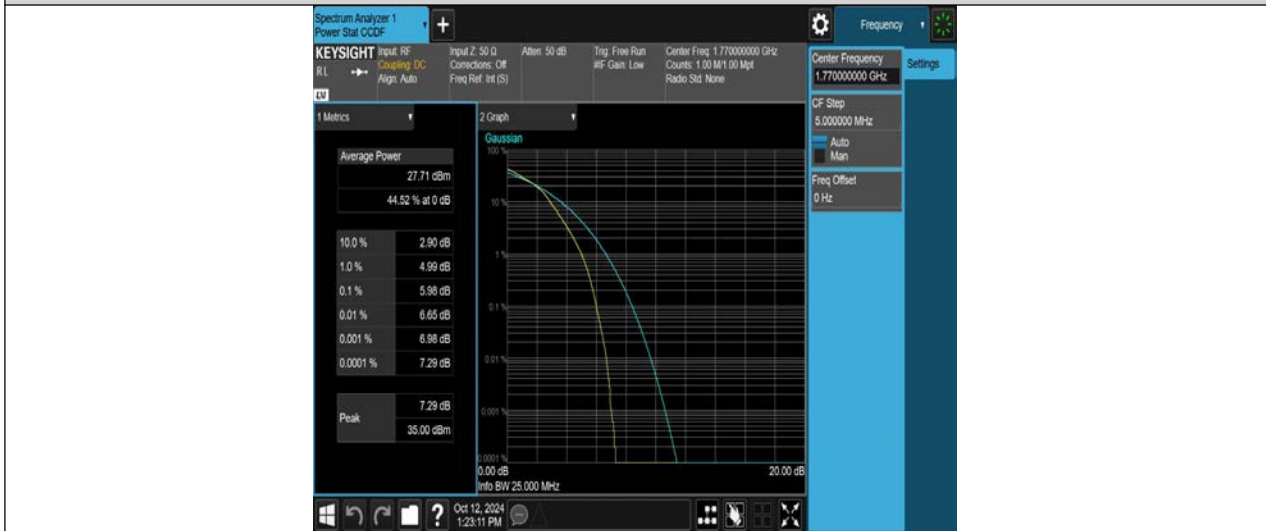 Spectrum Analyzer 1
Power Stat CCDF
+
Frequency
KEYSIGHT
RL
LXI
Input: RF
Coupling: DC
Align: Auto
Input Z: 50 Ω
Corrections: Off
Freq Ref: Int (S)
Atten: 50 dB
Trig: Free Run
#IF Gain: Low
Center Freq: 1.770000000 GHz
Counts: 1.00 M/1.00 Mpt
Radio Std: None
Center Frequency
1.770000000 GHz
Settings
CF Step
5.000000 MHz
Auto
Man
Freq Offset
0 Hz
1 Metrics
Average Power
27.71 dBm
44.52 % at 0 dB
10.0 % 2.90 dB
1.0 % 4.99 dB
0.1 % 5.98 dB
0.01 % 6.65 dB
0.001 % 6.98 dB
0.0001 % 7.29 dB
Peak
7.29 dB
35.00 dBm
2 Graph
Gaussian
100 %
10 %
1 %
0.1 %
0.01 %
0.001 %
0.0001 %
0.00 dB 20.00 dB
Info BW 25.000 MHz
?
Oct 12, 2024
1:23:11 PM